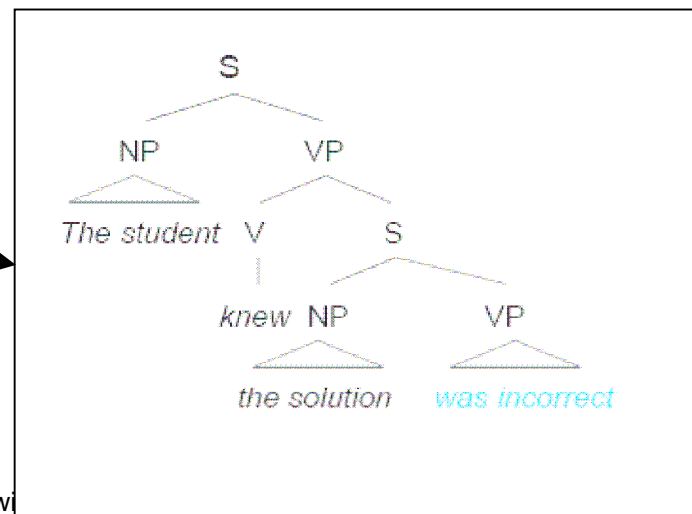 S
NP VP
The student V S
knew NP VP
the solution was incorrect